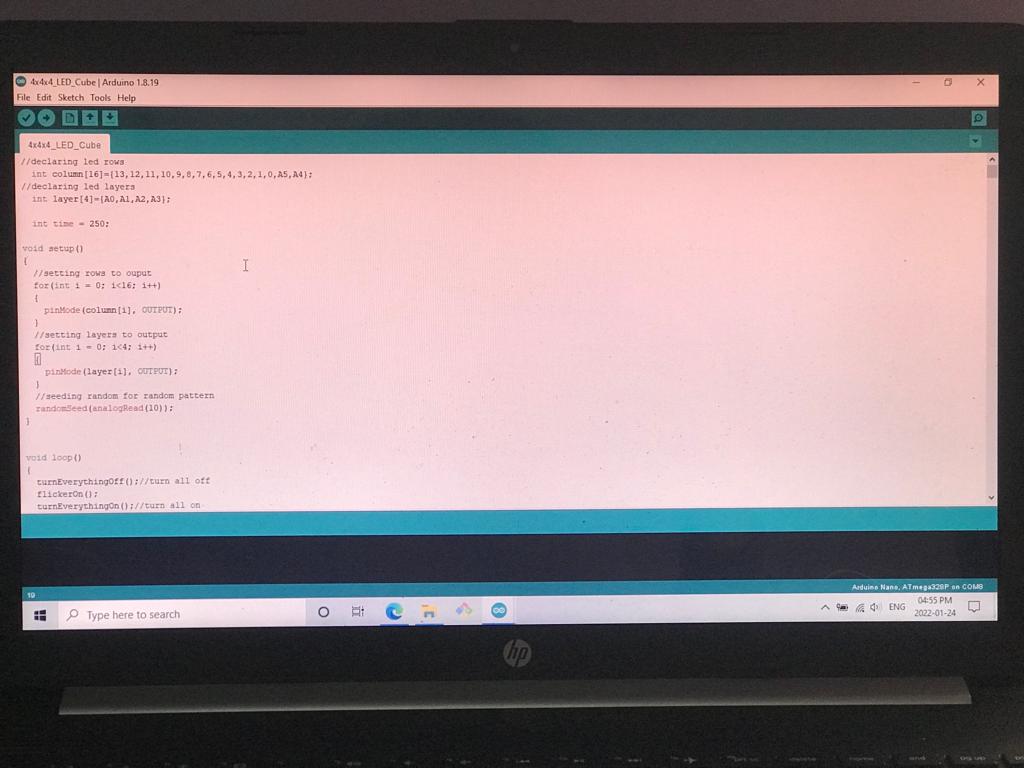 4x4x4_LED_Cube | Arduino 1.8.19
File Edit Sketch Tools Help
4x4x4_LED_Cube
//declaring led rows
int column[16]={13,12,11,10,9,8,7,6,5,4,3,2,1,0,A5,A4};
//declaring led layers
int layer[4]={A0,A1,A2,A3};
int time = 250;
void setup()
{
//setting rows to ouput
for(int i = 0; i<16; i++)
{
pinMode(column[i], OUTPUT);
}
//setting layers to output
for(int i = 0; i<4; i++)
{
pinMode(layer[i], OUTPUT);
}
//seeding random for random pattern
randomSeed(analogRead(10));
}
void loop()
{
turnEverythingOff();//turn all off
flickerOn();
turnEverythingOn();//turn all on
Arduino Nano, ATmega328P on COM8
19
Type here to search
ENG
04:55 PM
2022-01-24
hp